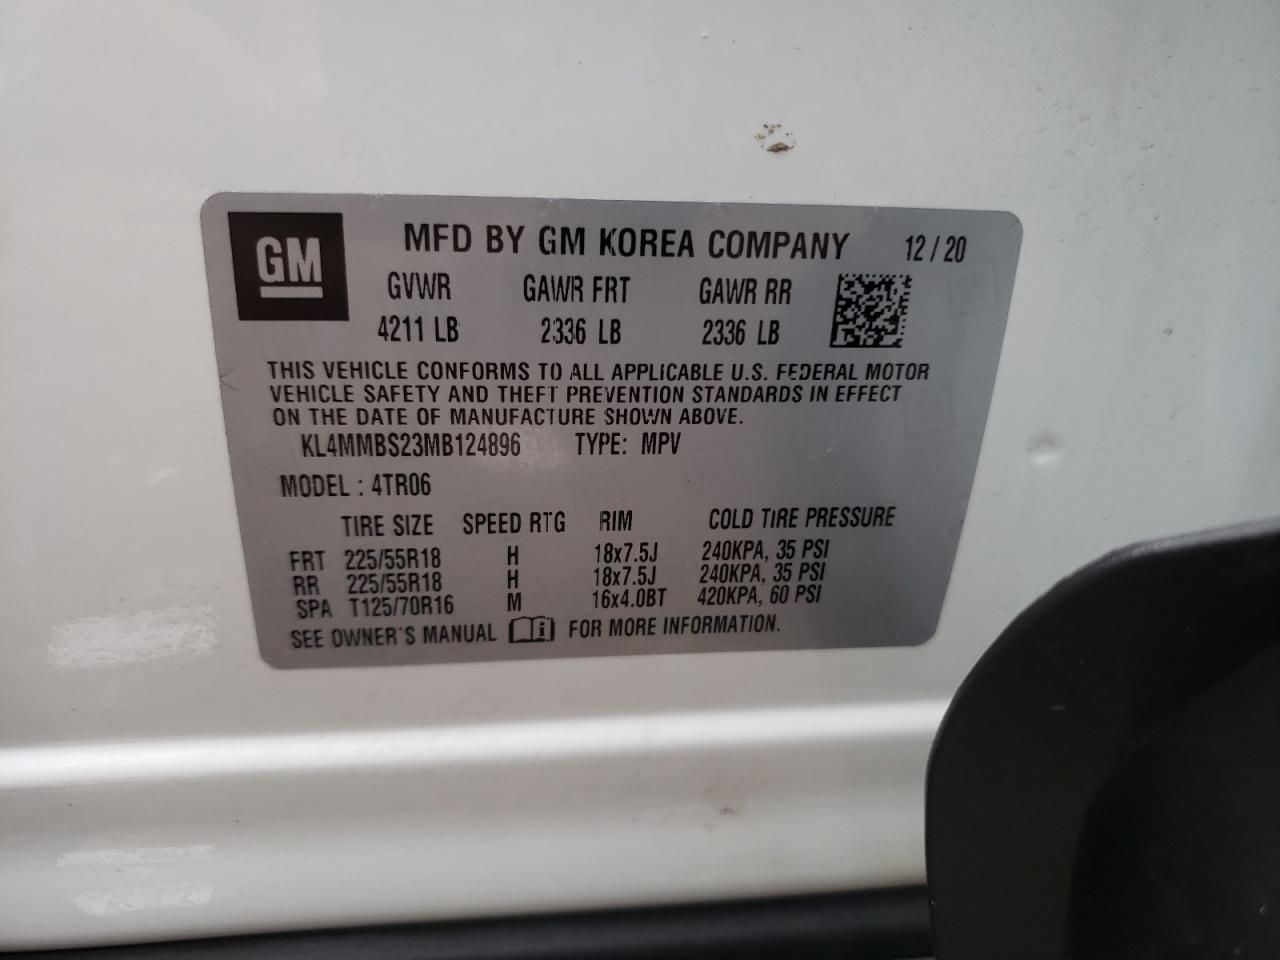 GM
MFD BY GM KOREA COMPANY 12/20
GVWR GAWR FRT GAWR RR
4211 LB 2336 LB 2336 LB
THIS VEHICLE CONFORMS TO ALL APPLICABLE U.S. FEDERAL MOTOR
VEHICLE SAFETY AND THEFT PREVENTION STANDARDS IN EFFECT
ON THE DATE OF MANUFACTURE SHOWN ABOVE.
KL4MMBS23MB124896 TYPE: MPV
MODEL : 4TR06
TIRE SIZE SPEED RTG RIM COLD TIRE PRESSURE
FRT 225/55R18 H 18x7.5J 240KPA, 35 PSI
RR 225/55R18 H 18x7.5J 240KPA, 35 PSI
SPA T125/70R16 M 16x4.0BT 420KPA, 60 PSI
SEE OWNER'S MANUAL i FOR MORE INFORMATION.